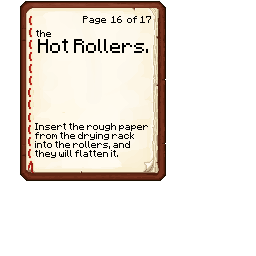 Page 16 of 17
the
Hot Rollers.
Insert the rough paper
from the drying rack
into the rollers, and
they will flatten it.